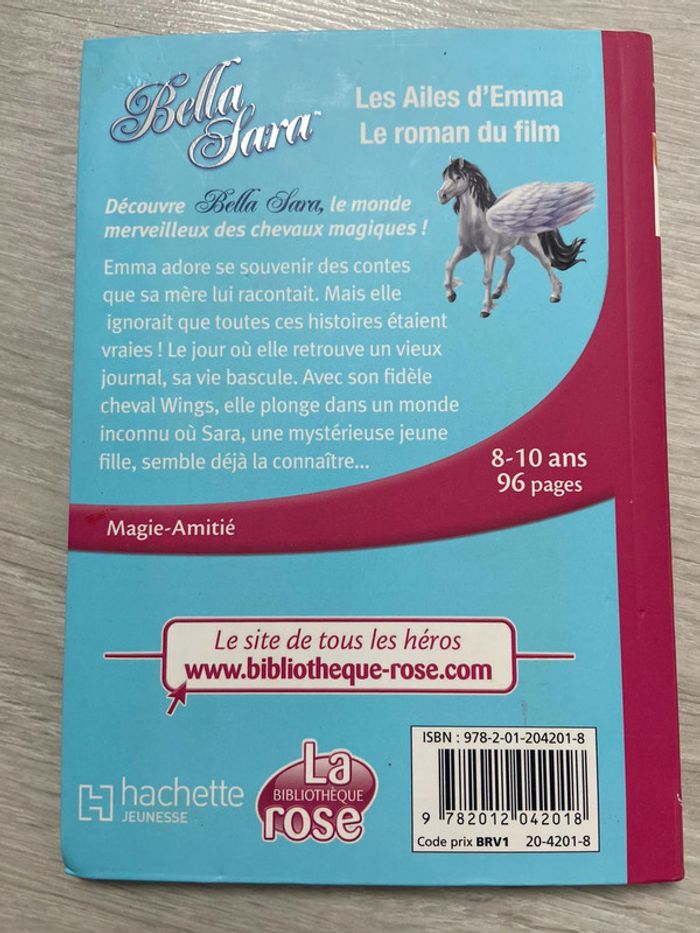 Bella Sara™
Les Ailes d'Emma
Le roman du film
Découvre Bella Sara, le monde
merveilleux des chevaux magiques !
Emma adore se souvenir des contes
que sa mère lui racontait. Mais elle
ignorait que toutes ces histoires étaient
vraies ! Le jour où elle retrouve un vieux
journal, sa vie bascule. Avec son fidèle
cheval Wings, elle plonge dans un monde
inconnu où Sara, une mystérieuse jeune
fille, semble déjà la connaître...
8-10 ans
96 pages
Magie-Amitié
Le site de tous les héros
www.bibliotheque-rose.com
hachette
JEUNESSE
La
BIBLIOTHÈQUE
rose
ISBN : 978-2-01-204201-8
9 782012 042018
Code prix BRV1 20-4201-8